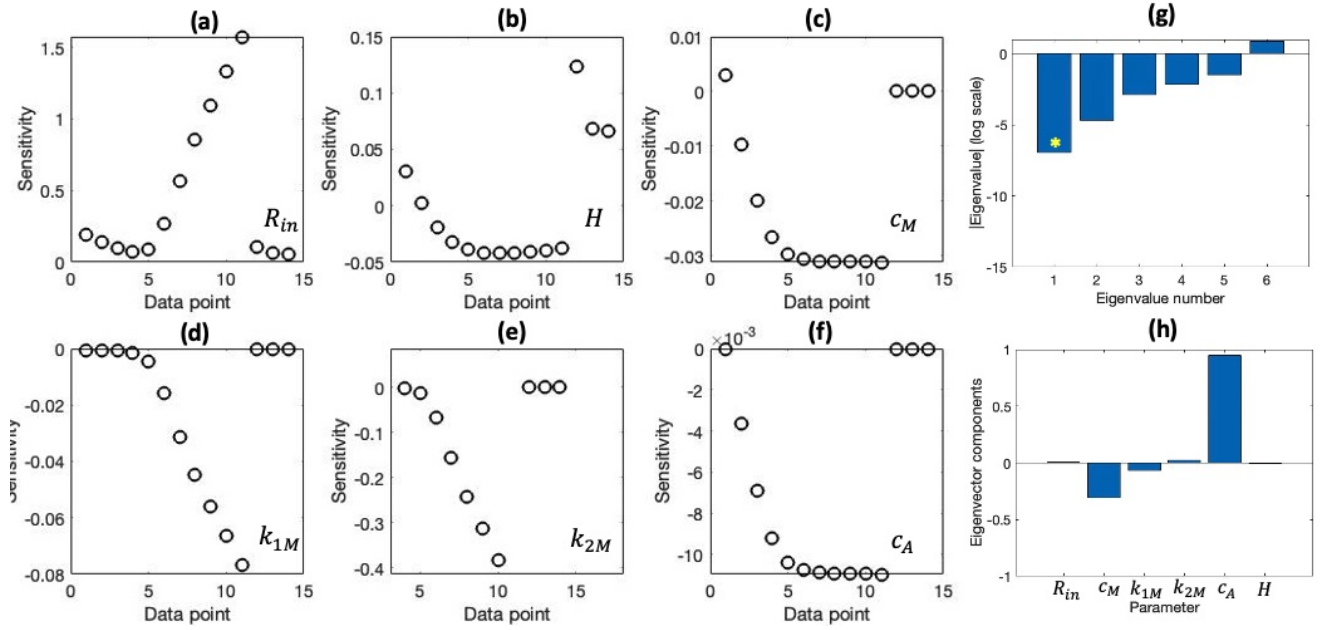 (a)
1.5
1
0.5
0
Sensitivity
R_in
0 5 10 15
Data point
(b)
0.15
0.1
0.05
0
-0.05
Sensitivity
H
0 5 10 15
Data point
(c)
0.01
0
-0.01
-0.02
-0.03
Sensitivity
c_M
0 5 10 15
Data point
(g)
0
-5
-10
-15
|Eigenvalue| (log scale)
*
1 2 3 4 5 6
Eigenvalue number
(d)
0
-0.02
-0.04
-0.06
-0.08
Sensitivity
k_1M
0 5 10 15
Data point
(e)
0
-0.1
-0.2
-0.3
-0.4
Sensitivity
k_2M
5 10 15
Data point
(f)
×10^-3
0
-2
-4
-6
-8
-10
Sensitivity
c_A
0 5 10 15
Data point
(h)
1
0.5
0
-0.5
-1
Eigenvector components
R_in c_M k_1M k_2M c_A H
Parameter